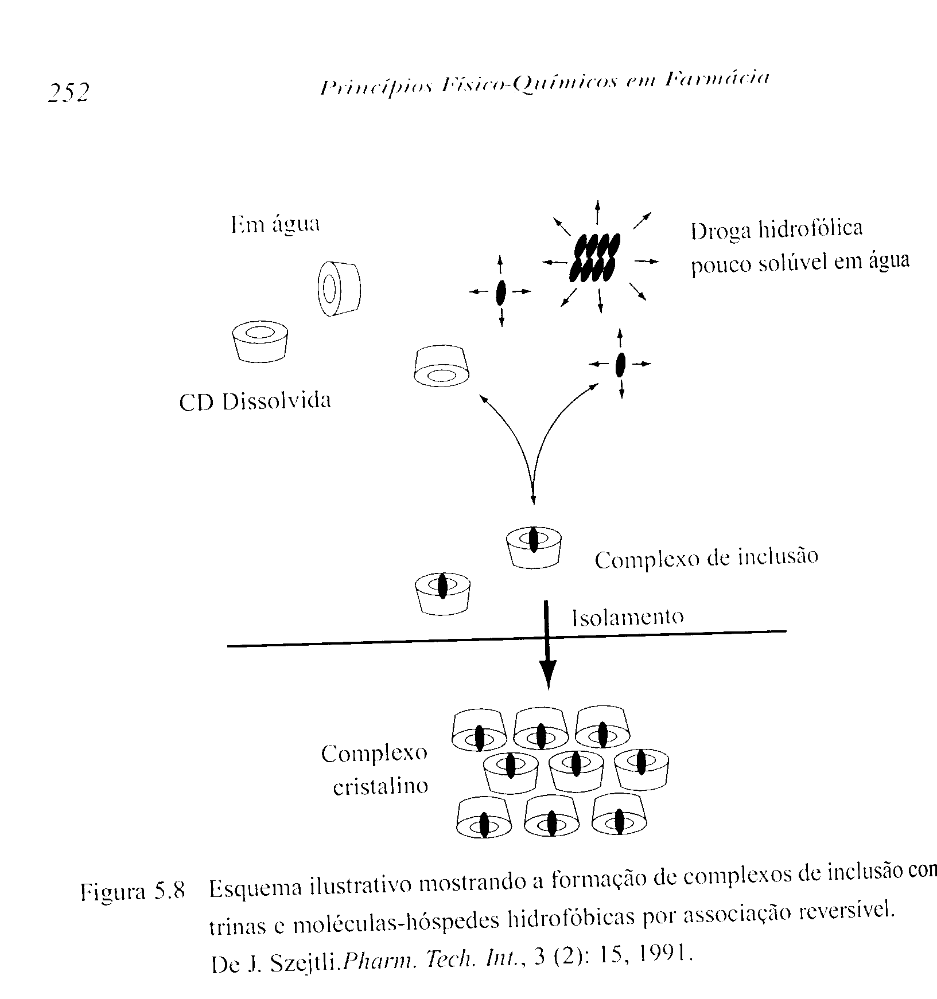 252
Princípios Físico-Químicos em Farmácia
Em água
Droga hidrofólica
pouco solúvel em água
CD Dissolvida
Complexo de inclusão
Isolamento
Complexo
cristalino
Figura 5.8 Esquema ilustrativo mostrando a formação de complexos de inclusão com
trinas e moléculas-hóspedes hidrofóbicas por associação reversível.
De J. Szejtli.Pharm. Tech. Int., 3 (2): 15, 1991.